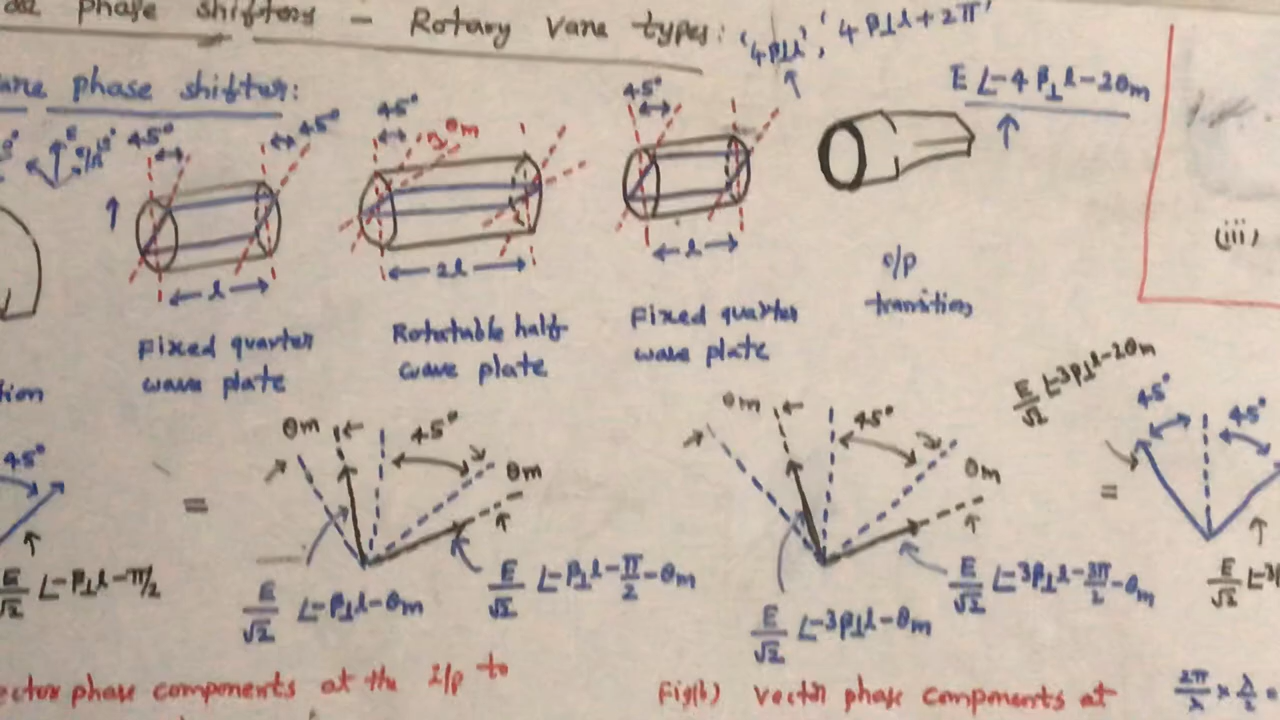 phase shifters - Rotary vane types: '4β⊥l', '4β⊥l+2π'
phase shifter:
E ∠-4β⊥l-2θm
45°
45°
45°
θm
45°
l
2l
l
Fixed quarter
wave plate
Rotatable half
wave plate
Fixed quarter
wave plate
o/p
transition
(iii)
45°
=
θm
45°
θm
θm
45°
θm
E/√2 ∠-3β⊥l-2θm
=
45°
45°
E/√2 ∠-β⊥l-π/2
E/√2 ∠-β⊥l-θm
E/√2 ∠-β⊥l-π/2-θm
E/√2 ∠-3β⊥l-θm
E/√2 ∠-3β⊥l-3π/2-θm
E/√2
phase components at the I/p to
Fig(b) vector phase components at
2π/λ × λ/2 =